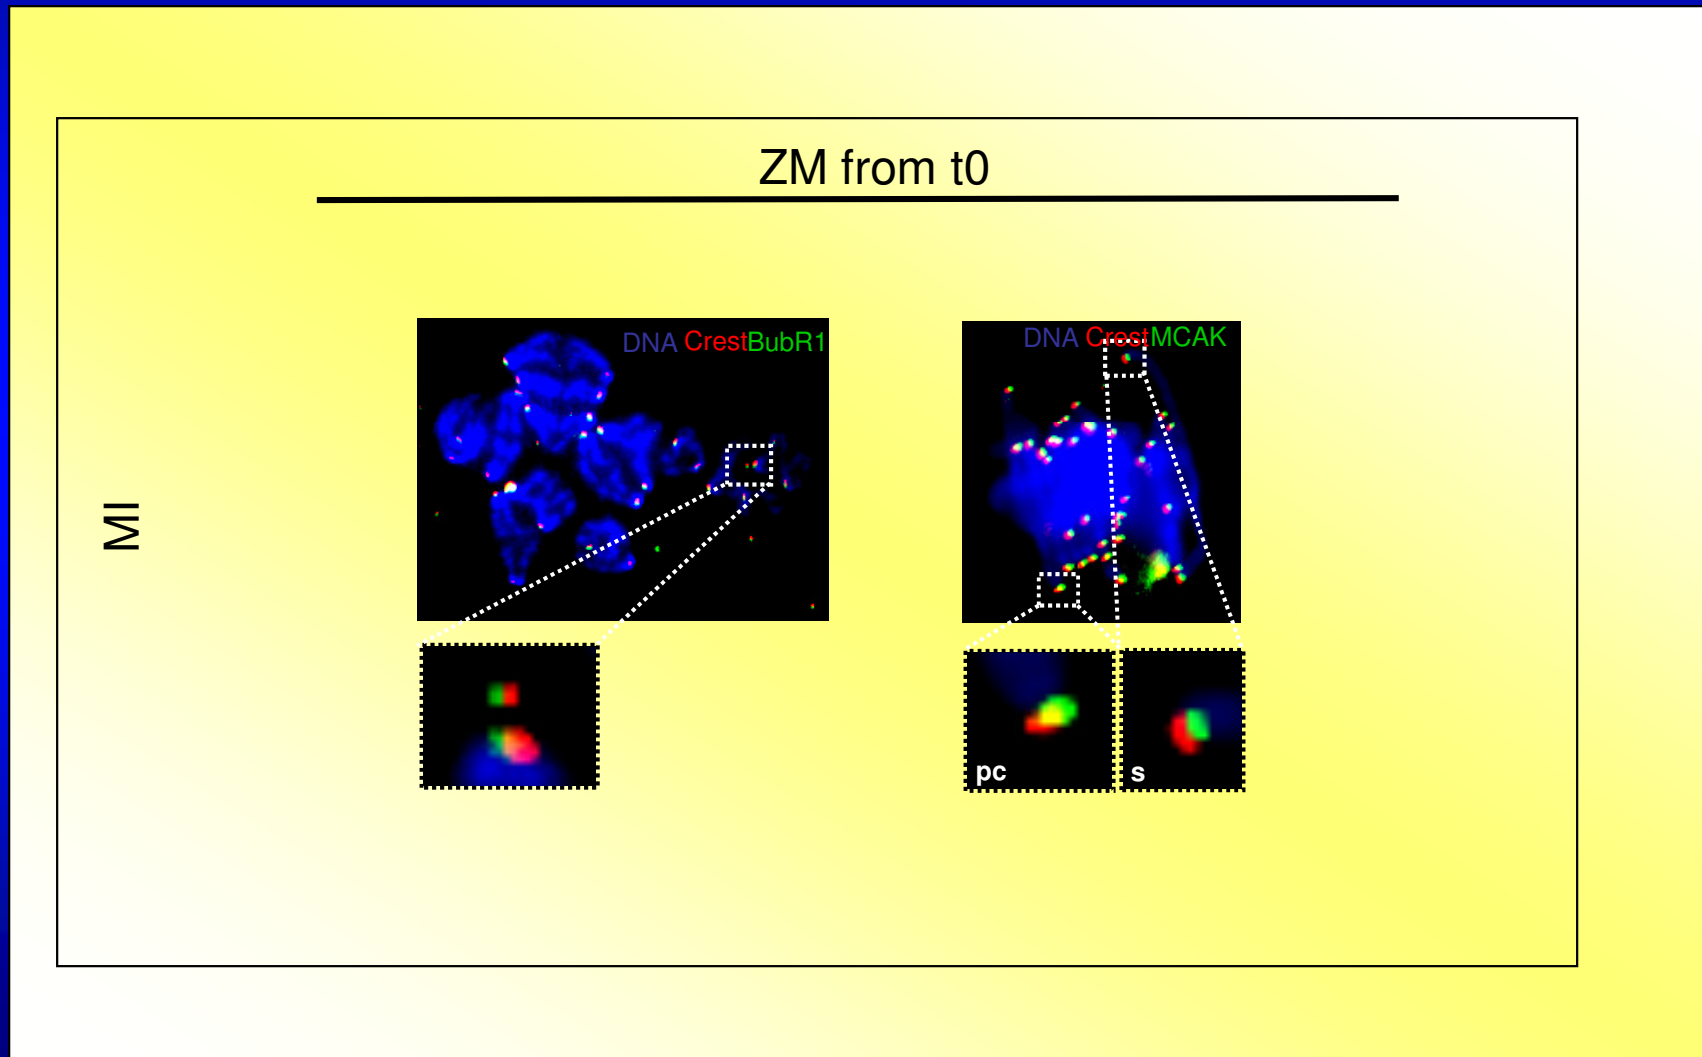 ZM from t0
DNA CrestBubR1
DNA CrestMCAK
MI
pc
s